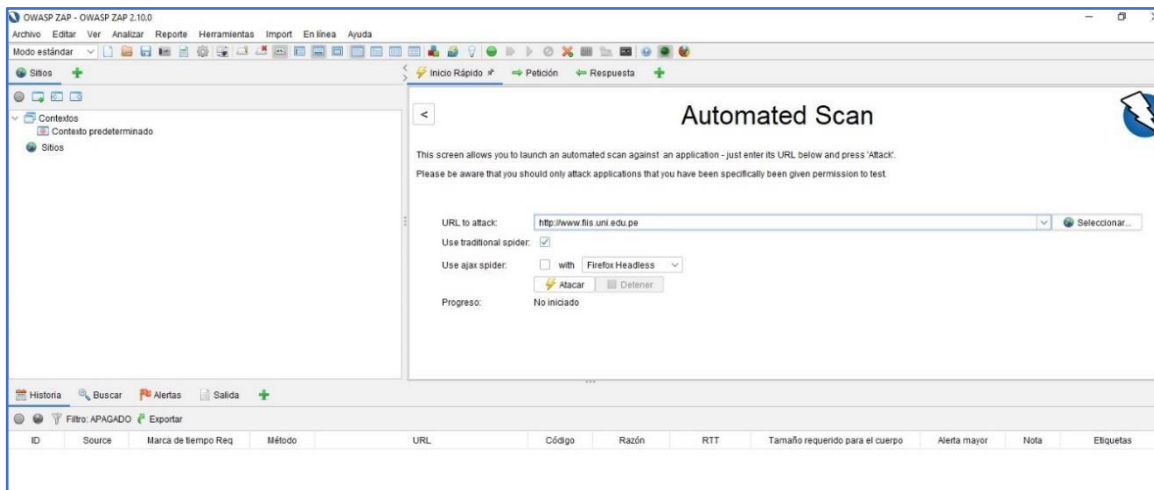 OWASP ZAP - OWASP ZAP 2.10.0
Archivo Editar Ver Analizar Reporte Herramientas Import En línea Ayuda
Modo estándar
Sitios
Inicio Rápido
Petición
Respuesta
Contextos
Contexto predeterminado
Sitios
<
Automated Scan
This screen allows you to launch an automated scan against an application - just enter its URL below and press 'Attack'.
Please be aware that you should only attack applications that you have been specifically been given permission to test.
URL to attack: http://www.fiis.uni.edu.pe Seleccionar...
Use traditional spider:
Use ajax spider: with Firefox Headless
Atacar Detener
Progreso: No iniciado
Historia Buscar Alertas Salida
Filtro: APAGADO Exportar
ID Source Marca de tiempo Req Método URL Código Razón RTT Tamaño requerido para el cuerpo Alerta mayor Nota Etiquetas